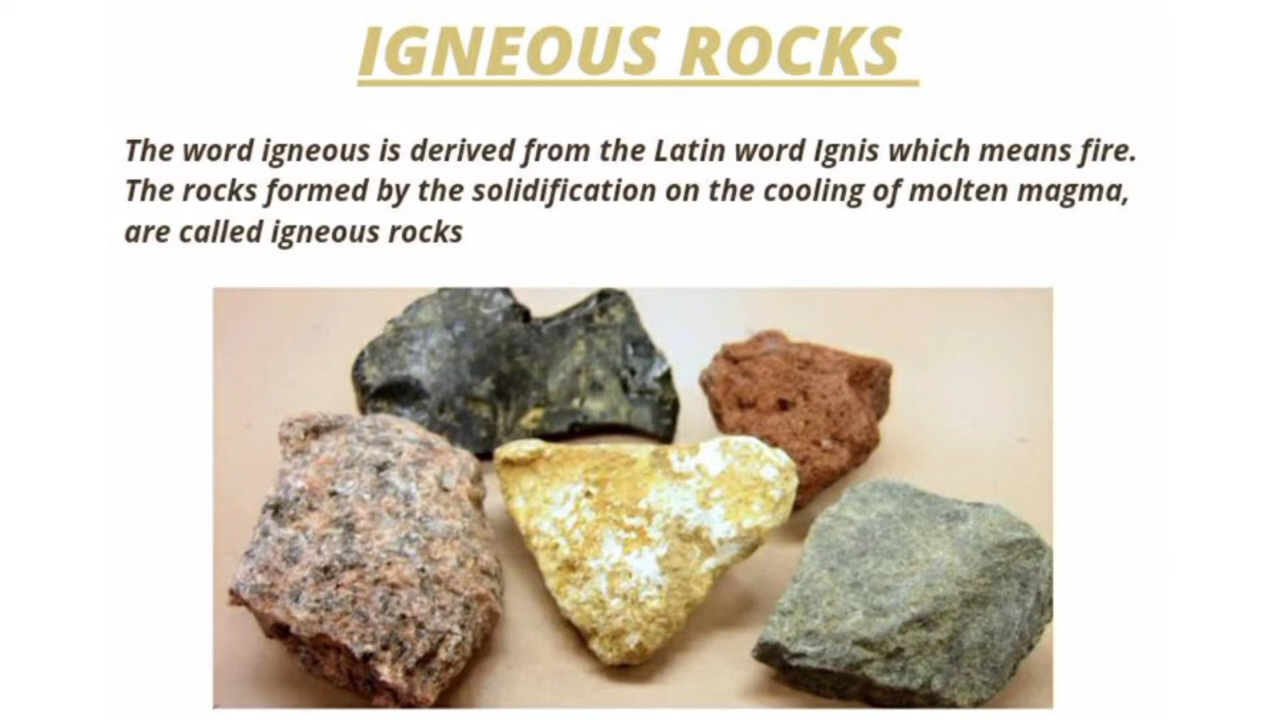 IGNEOUS ROCKS
The word igneous is derived from the Latin word Ignis which means fire.
The rocks formed by the solidification on the cooling of molten magma,
are called igneous rocks